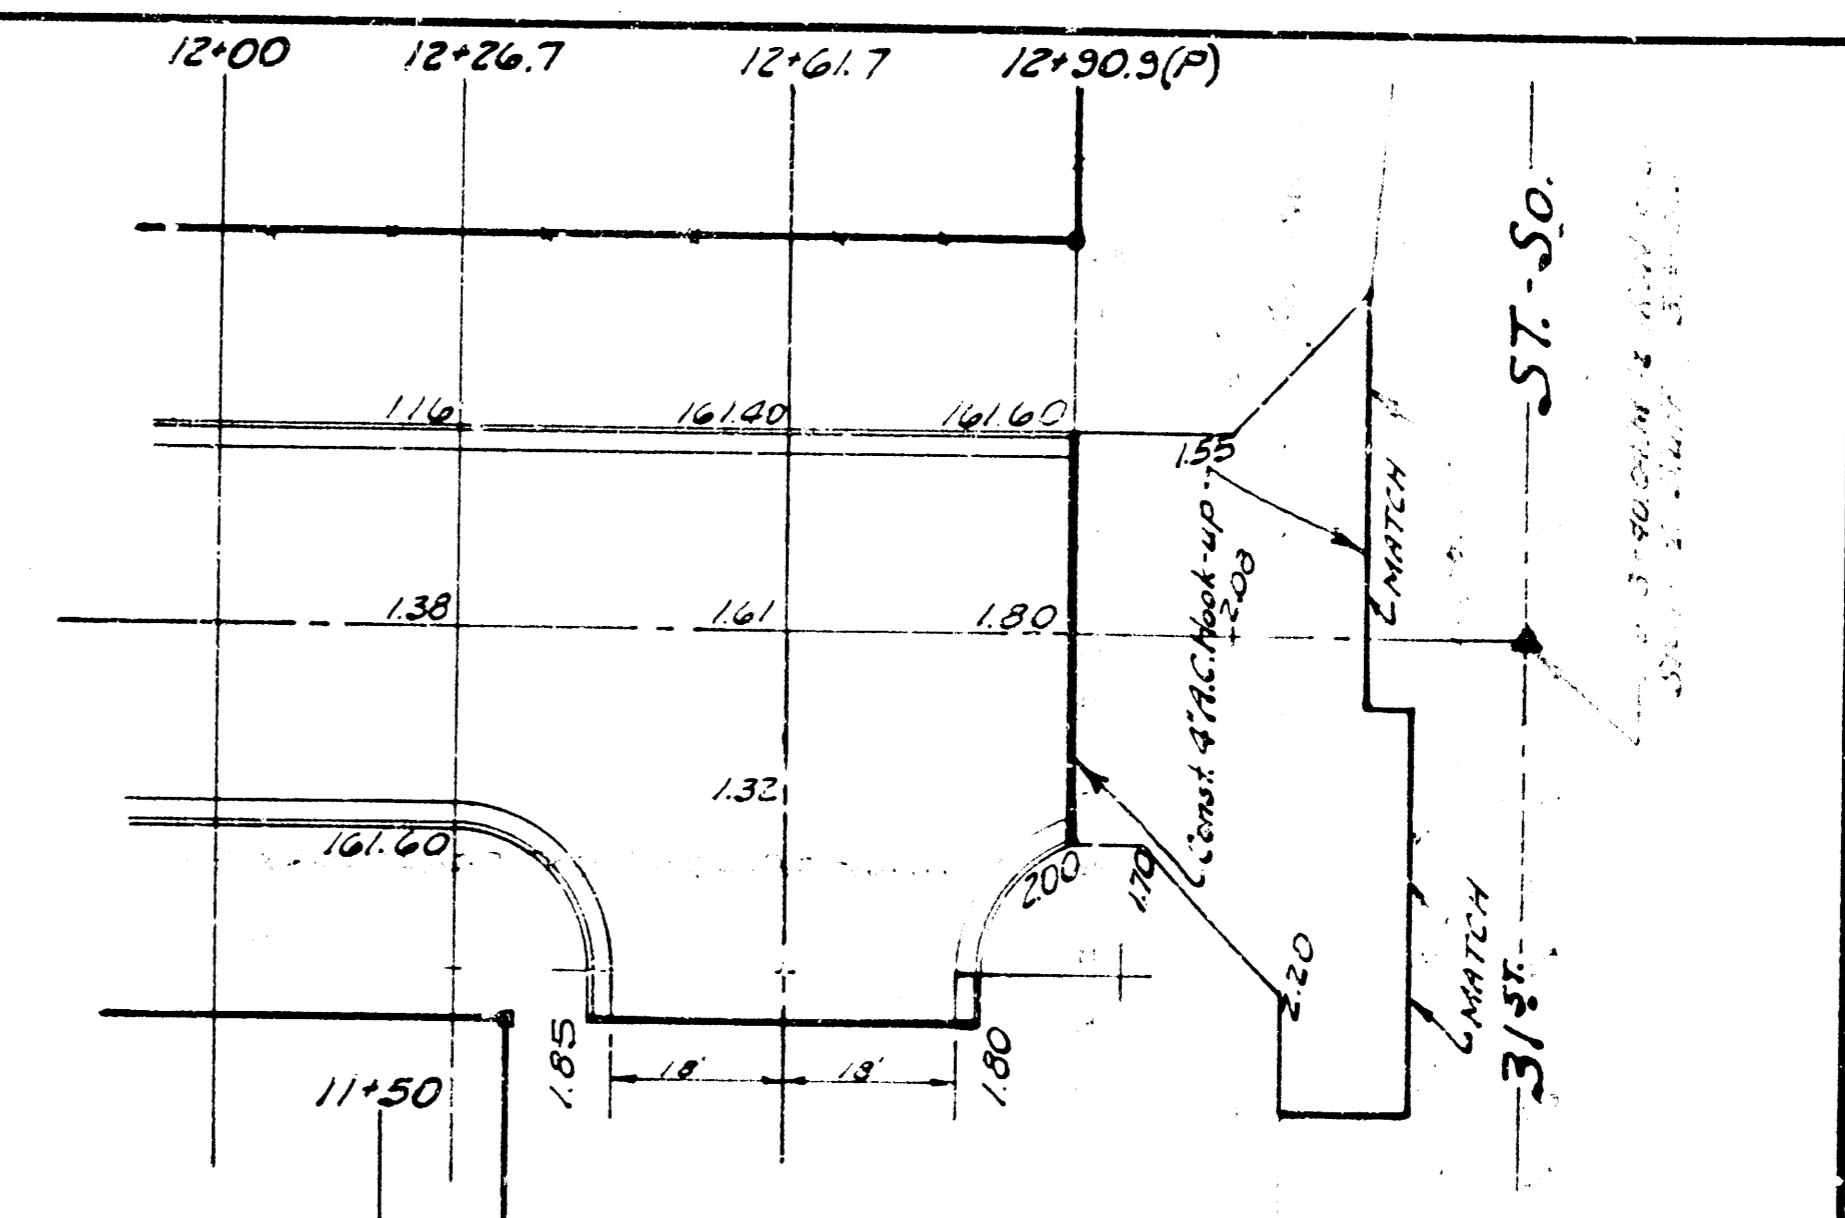 12+00 12+26.7 12+61.7 12+90.9(P)
ST.-SO.
1.16 161.40 161.60
1.55
MATCH
Const. 4" A.C. Hook-up
+2.00
1.38 1.61 1.80
1.32
161.60
2.00
1.70
2.20
MATCH
31ST.
1.85
18' 18'
1.80
11+50